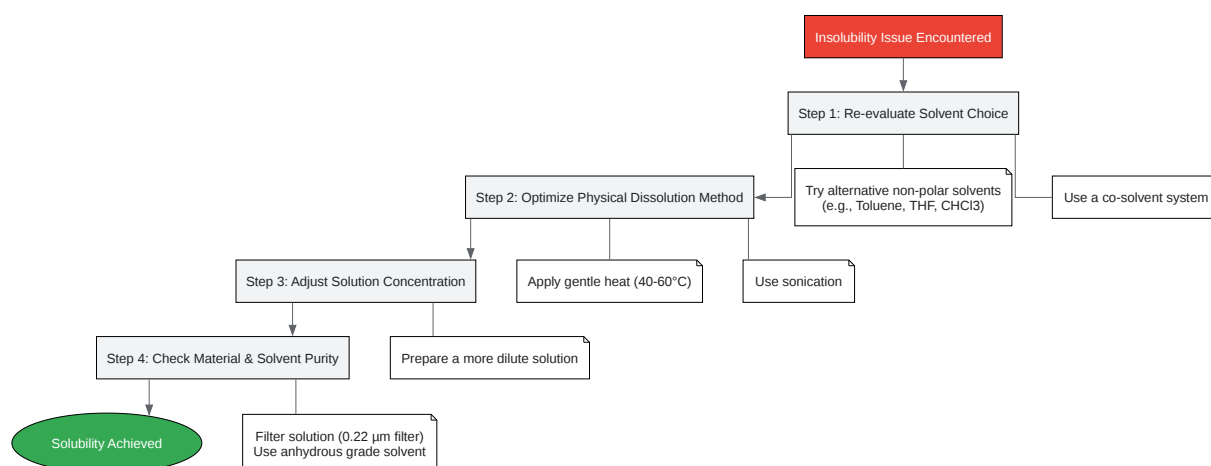 Insolubility Issue Encountered
Step 1: Re-evaluate Solvent Choice
Try alternative non-polar solvents
(e.g., Toluene, THF, CHCl3)
Use a co-solvent system
Step 2: Optimize Physical Dissolution Method
Apply gentle heat (40-60°C)
Use sonication
Step 3: Adjust Solution Concentration
Prepare a more dilute solution
Step 4: Check Material & Solvent Purity
Filter solution (0.22 µm filter)
Use anhydrous grade solvent
Solubility Achieved